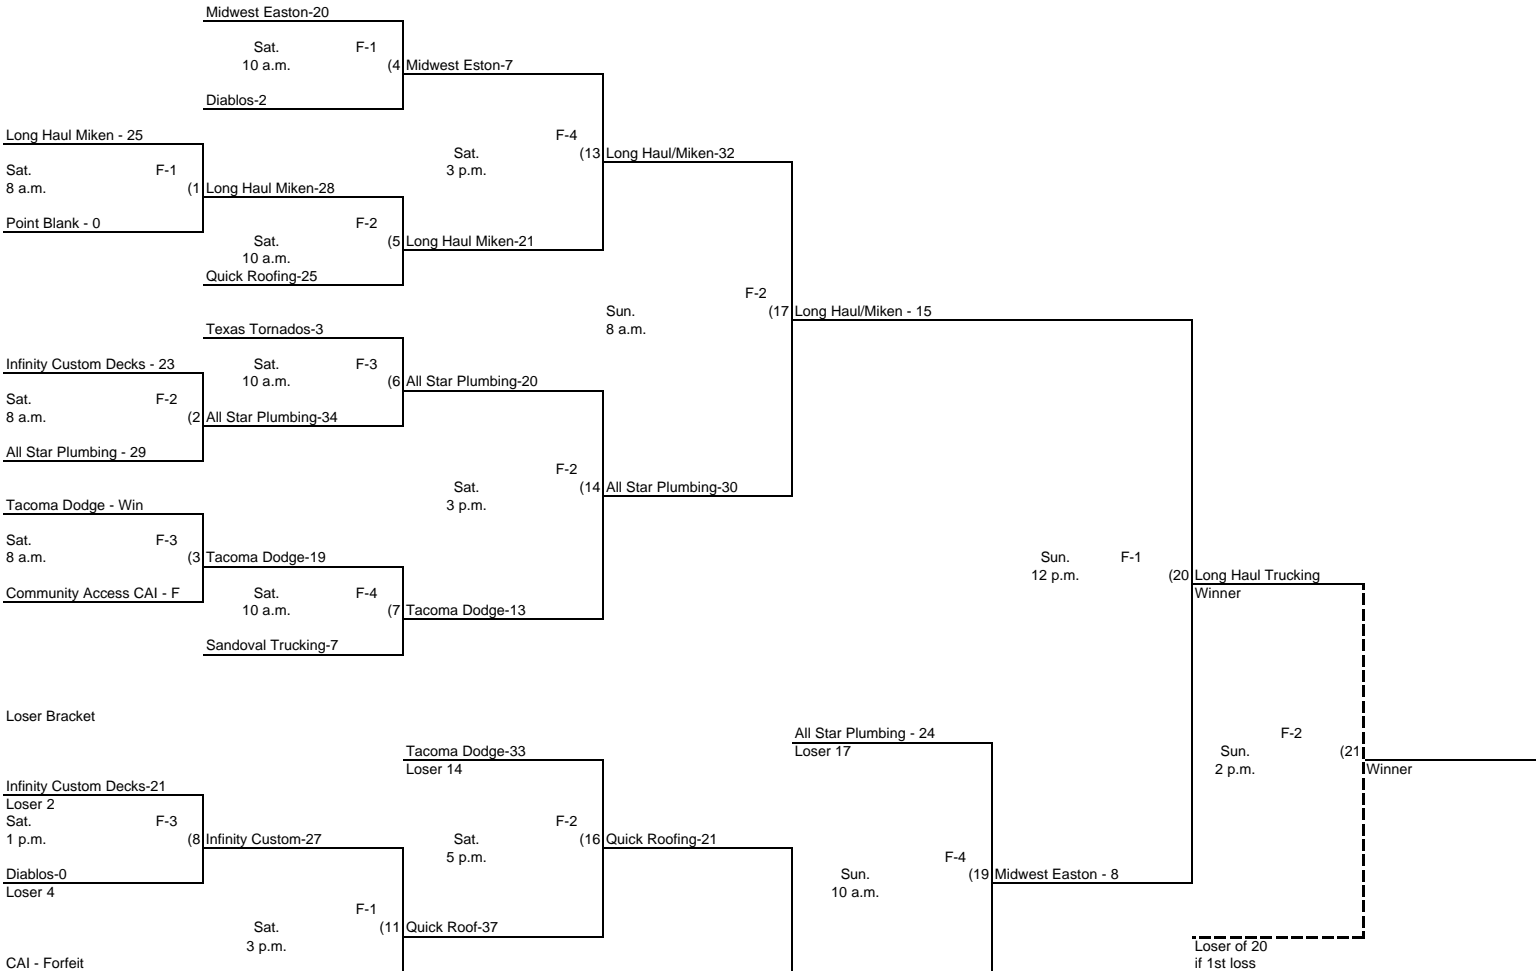 Midwest Easton-20
Sat. F-1
10 a.m. (4 Midwest Eston-7
Diablos-2
Long Haul Miken - 25 F-4
Sat. (13 Long Haul/Miken-32
Sat. F-1 3 p.m.
8 a.m. (1 Long Haul Miken-28
Point Blank - 0 F-2
Sat. (5 Long Haul Miken-21
10 a.m.
Quick Roofing-25
F-2
Sun. (17 Long Haul/Miken - 15
Texas Tornados-3 8 a.m.
Infinity Custom Decks - 23 Sat. F-3
10 a.m. (6 All Star Plumbing-20
Sat. F-2
8 a.m. (2 All Star Plumbing-34
All Star Plumbing - 29
F-2
Sat. (14 All Star Plumbing-30
Tacoma Dodge - Win 3 p.m.
Sat. F-3
8 a.m. (3 Tacoma Dodge-19 Sun. F-1
12 p.m. (20 Long Haul Trucking
Community Access CAI - F Sat. F-4 Winner
10 a.m. (7 Tacoma Dodge-13
Sandoval Trucking-7
Loser Bracket
All Star Plumbing - 24 F-2
Tacoma Dodge-33 Loser 17 Sun. (21
Loser 14 2 p.m. Winner
Infinity Custom Decks-21
Loser 2
Sat. F-3 F-2
1 p.m. (8 Infinity Custom-27 Sat. (16 Quick Roofing-21
5 p.m. F-4
Diablos-0 Sun. (19 Midwest Easton - 8
Loser 4 10 a.m.
F-1
Sat. (11 Quick Roof-37
3 p.m. Loser of 20
CAI - Forfeit if 1st loss